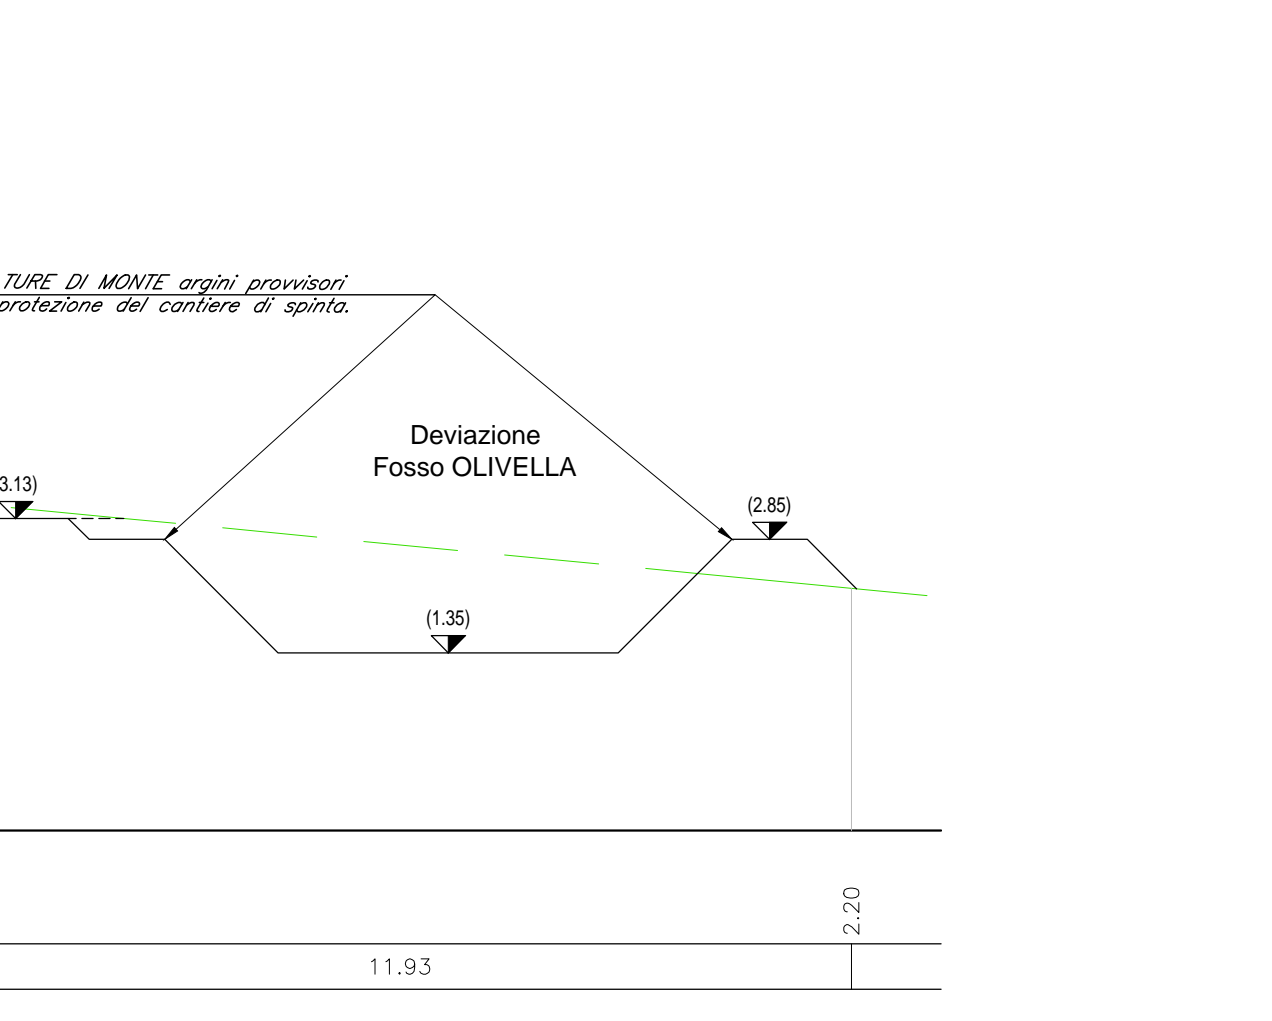 TURE DI MONTE argini provvisori
protezione del cantiere di spinta.
Deviazione
Fosso OLIVELLA
3.13)
(2.85)
(1.35)
2.20
11.93